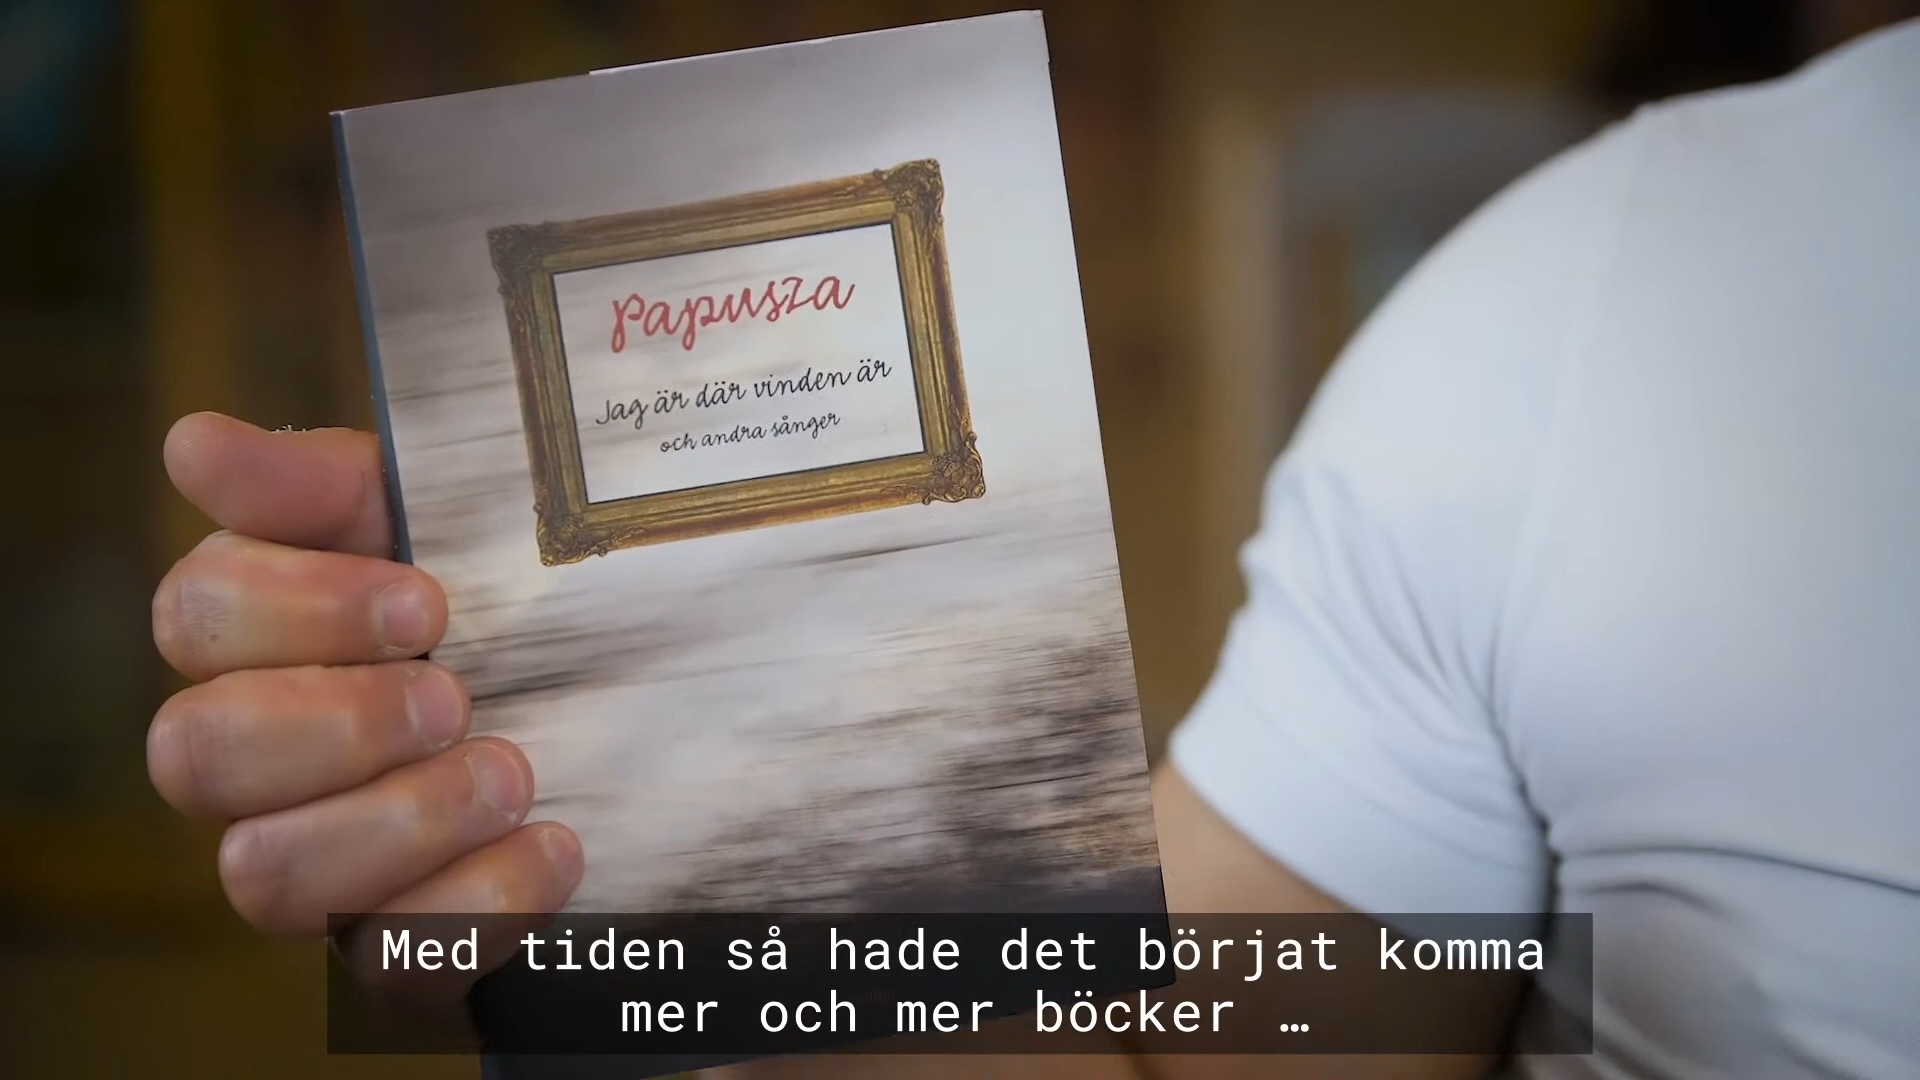 Papusza
Jag är där vinden är
och andra sånger
Med tiden så hade det börjat komma
mer och mer böcker …